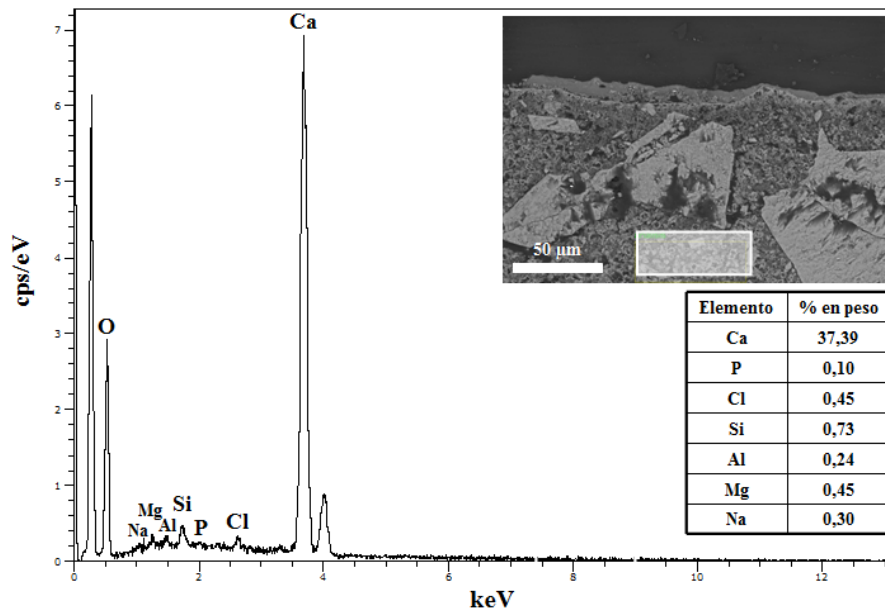 Ca
O
Na
Mg
Al
Si
P
Cl
cps/eV
7
6
5
4
3
2
1
0
0 2 4 6 8 10 12
keV
50 µm
Elemento % en peso
Ca 37,39
P 0,10
Cl 0,45
Si 0,73
Al 0,24
Mg 0,45
Na 0,30